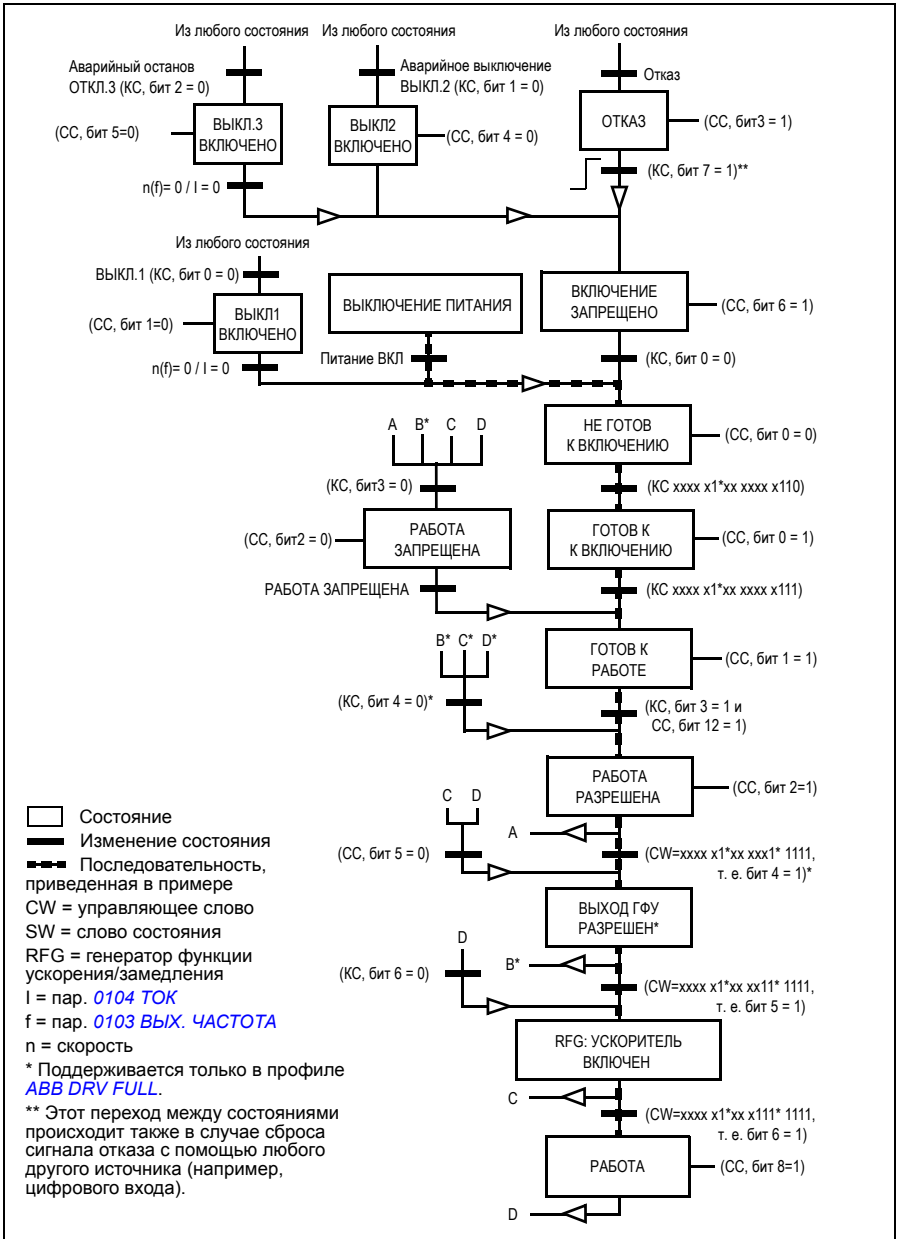 Из любого состояния
Из любого состояния
Из любого состояния
Аварийный останов
ОТКЛ.3 (КС, бит 2 = 0)
Аварийное выключение
ВЫКЛ.2 (КС, бит 1 = 0)
Отказ
(СС, бит 5=0)
ВЫКЛ.3
ВКЛЮЧЕНО
ВЫКЛ2
ВКЛЮЧЕНО
(СС, бит 4 = 0)
ОТКАЗ
(СС, бит3 = 1)
n(f)= 0 / I = 0
(КС, бит 7 = 1)**
Из любого состояния
ВЫКЛ.1 (КС, бит 0 = 0)
(СС, бит 1=0)
ВЫКЛ1
ВКЛЮЧЕНО
ВЫКЛЮЧЕНИЕ ПИТАНИЯ
ВКЛЮЧЕНИЕ
ЗАПРЕЩЕНО
(СС, бит 6 = 1)
n(f)= 0 / I = 0
Питание ВКЛ
(КС, бит 0 = 0)
A B* C D
НЕ ГОТОВ
К ВКЛЮЧЕНИЮ
(СС, бит 0 = 0)
(КС, бит3 = 0)
(КС xxxx x1*xx xxxx x110)
(СС, бит2 = 0)
РАБОТА
ЗАПРЕЩЕНА
ГОТОВ К
К ВКЛЮЧЕНИЮ
(СС, бит 0 = 1)
РАБОТА ЗАПРЕЩЕНА
(КС xxxx x1*xx xxxx x111)
B* C* D*
ГОТОВ К
РАБОТЕ
(СС, бит 1 = 1)
(КС, бит 4 = 0)*
(КС, бит 3 = 1 и
СС, бит 12 = 1)
РАБОТА
РАЗРЕШЕНА
(СС, бит 2=1)
C D
A
(СС, бит 5 = 0)
(CW=xxxx x1*xx xxx1* 1111,
т. е. бит 4 = 1)*
ВЫХОД ГФУ
РАЗРЕШЕН*
D
B*
(КС, бит 6 = 0)
(CW=xxxx x1*xx xx11* 1111,
т. е. бит 5 = 1)
RFG: УСКОРИТЕЛЬ
ВКЛЮЧЕН
C
(CW=xxxx x1*xx x111* 1111,
т. е. бит 6 = 1)
РАБОТА
(СС, бит 8=1)
D
Состояние
Изменение состояния
Последовательность,
приведенная в примере
CW = управляющее слово
SW = слово состояния
RFG = генератор функции
ускорения/замедления
I = пар. 0104 ТОК
f = пар. 0103 ВЫХ. ЧАСТОТА
n = скорость
* Поддерживается только в профиле
ABB DRV FULL.
** Этот переход между состояниями
происходит также в случае сброса
сигнала отказа с помощью любого
другого источника (например,
цифрового входа).